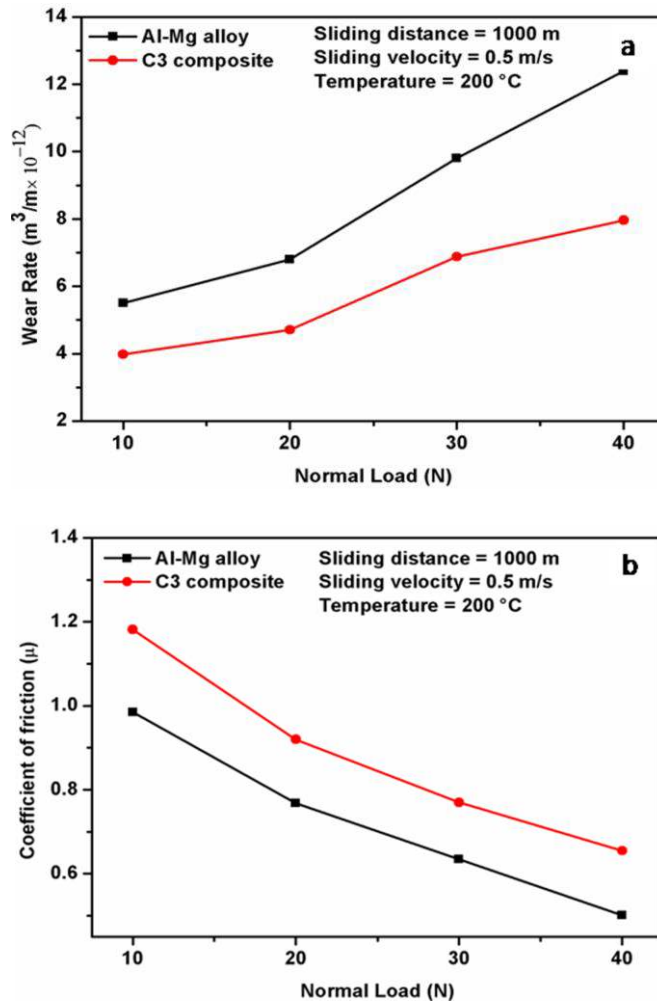 14
12
10
8
6
4
2
Wear Rate (m³/m× 10⁻¹²)
Al-Mg alloy
C3 composite
Sliding distance = 1000 m
Sliding velocity = 0.5 m/s
Temperature = 200 °C
a
10 20 30 40
Normal Load (N)
1.4
1.2
1.0
0.8
0.6
Coefficient of friction (μ)
Al-Mg alloy
C3 composite
Sliding distance = 1000 m
Sliding velocity = 0.5 m/s
Temperature = 200 °C
b
10 20 30 40
Normal Load (N)